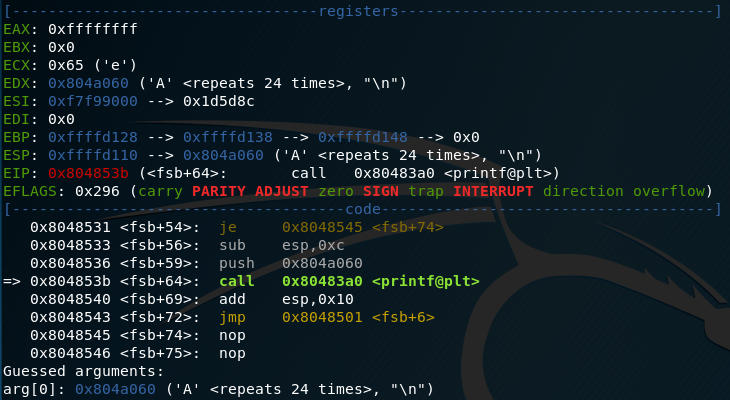 [----------------------------------registers-----------------------------------]
EAX: 0xffffffff
EBX: 0x0
ECX: 0x65 ('e')
EDX: 0x804a060 ('A' <repeats 24 times>, "\n")
ESI: 0xf7f99000 --> 0x1d5d8c
EDI: 0x0
EBP: 0xffffd128 --> 0xffffd138 --> 0xffffd148 --> 0x0
ESP: 0xffffd110 --> 0x804a060 ('A' <repeats 24 times>, "\n")
EIP: 0x804853b (<fsb+64>:       call   0x80483a0 <printf@plt>)
EFLAGS: 0x296 (carry PARITY ADJUST zero SIGN trap INTERRUPT direction overflow)
[-------------------------------------code-------------------------------------]
   0x8048531 <fsb+54>:  je     0x8048545 <fsb+74>
   0x8048533 <fsb+56>:  sub    esp,0xc
   0x8048536 <fsb+59>:  push   0x804a060
=> 0x804853b <fsb+64>:  call   0x80483a0 <printf@plt>
   0x8048540 <fsb+69>:  add    esp,0x10
   0x8048543 <fsb+72>:  jmp    0x8048501 <fsb+6>
   0x8048545 <fsb+74>:  nop
   0x8048546 <fsb+75>:  nop
Guessed arguments:
arg[0]: 0x804a060 ('A' <repeats 24 times>, "\n")